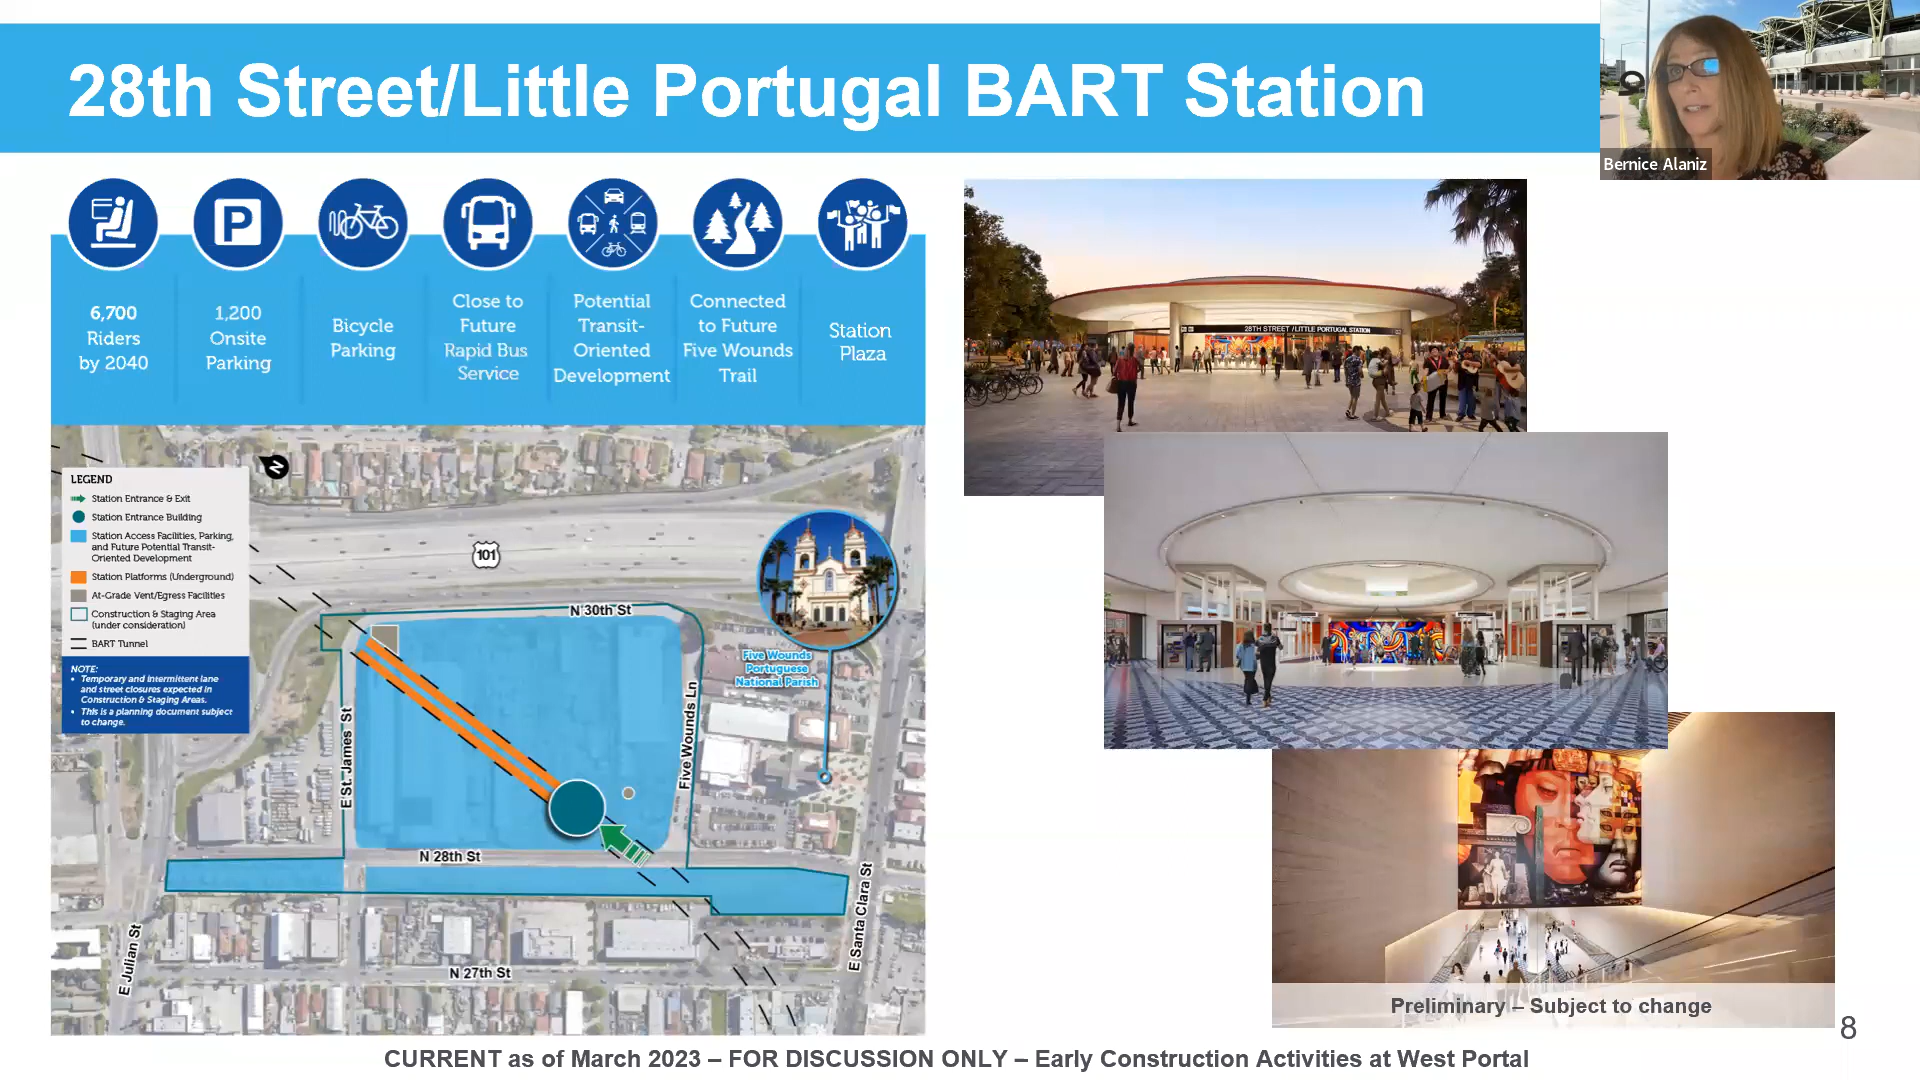 28th Street/Little Portugal BART Station
Bernice Alaniz
6,700
Riders
by 2040
P
1,200
Onsite
Parking
Bicycle
Parking
Close to
Future
Rapid Bus
Service
Potential
Transit-
Oriented
Development
Connected
to Future
Five Wounds
Trail
Station
Plaza
28TH STREET / LITTLE PORTUGAL STATION
N
LEGEND
Station Entrance & Exit
Station Entrance Building
Station Access Facilities, Parking,
and Future Potential Transit-
Oriented Development
Station Platforms (Underground)
At-Grade Vent/Egress Facilities
Construction & Staging Area
(under consideration)
BART Tunnel
NOTE:
• Temporary and intermittent lane
and street closures expected in
Construction & Staging Areas.
• This is a planning document subject
to change.
101
N 30th St
Five Wounds
Portuguese
National Parish
E St. James St
Five Wounds Ln
N 28th St
E Santa Clara St
E Julian St
N 27th St
Preliminary – Subject to change
8
CURRENT as of March 2023 – FOR DISCUSSION ONLY – Early Construction Activities at West Portal